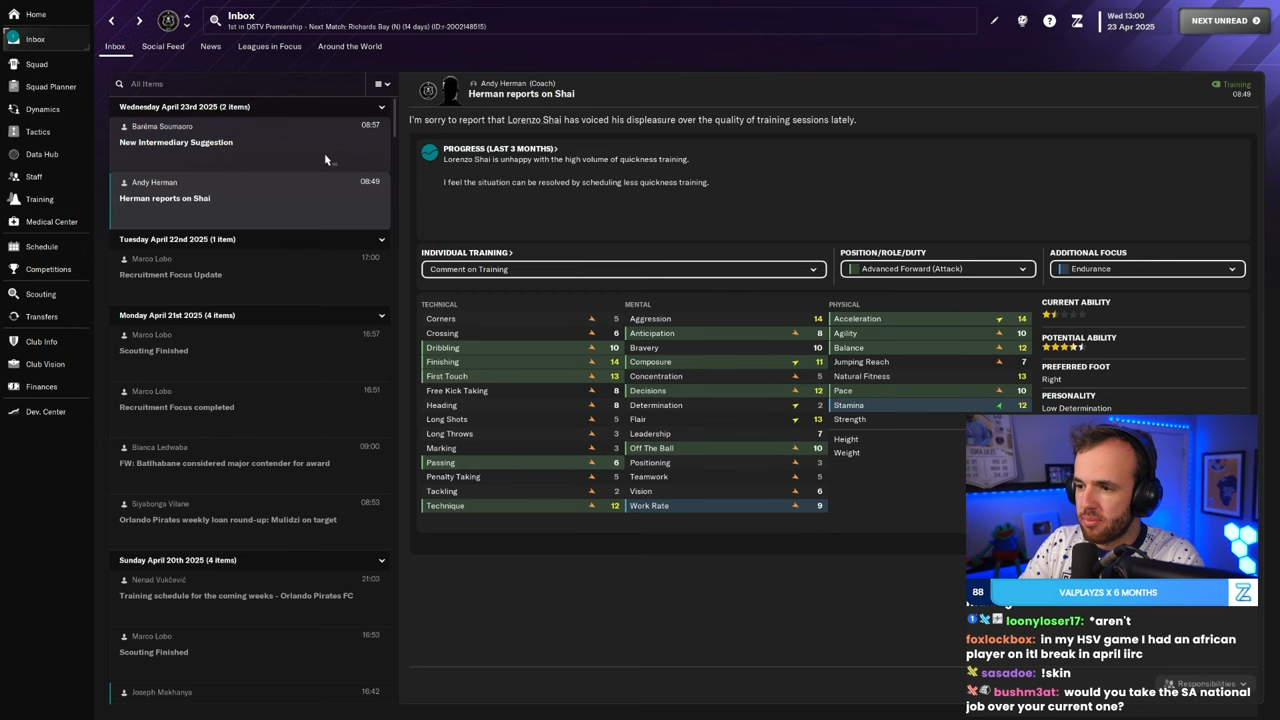 Home
Inbox
Squad
Squad Planner
Dynamics
Tactics
Data Hub
Staff
Training
Medical Center
Schedule
Competitions
Scouting
Transfers
Club Info
Club Vision
Finances
Dev. Center
Inbox
1st in DSTV Premiership - Next Match: Richards Bay (N) (14 days) (ID:r-2002148515)
Wed 13:00
23 Apr 2025
NEXT UNREAD
Inbox
Social Feed
News
Leagues in Focus
Around the World
All Items
Wednesday April 23rd 2025 (2 items)
Baréma Soumaoro
08:57
New Intermediary Suggestion
Andy Herman
08:49
Herman reports on Shai
Tuesday April 22nd 2025 (1 item)
Marco Lobo
17:00
Recruitment Focus Update
Monday April 21st 2025 (4 items)
Marco Lobo
16:57
Scouting Finished
Marco Lobo
16:51
Recruitment Focus completed
Bianca Ledwaba
09:00
FW: Batlhabane considered major contender for award
Siyabonga Vilane
08:53
Orlando Pirates weekly loan round-up: Mulidzi on target
Sunday April 20th 2025 (4 items)
Nenad Vukčević
21:03
Training schedule for the coming weeks - Orlando Pirates FC
Marco Lobo
16:53
Scouting Finished
Joseph Makhanya
16:42
Andy Herman (Coach)
Herman reports on Shai
Training
08:49
I'm sorry to report that Lorenzo Shai has voiced his displeasure over the quality of training sessions lately.
PROGRESS (LAST 3 MONTHS)
Lorenzo Shai is unhappy with the high volume of quickness training.
I feel the situation can be resolved by scheduling less quickness training.
INDIVIDUAL TRAINING
Comment on Training
POSITION/ROLE/DUTY
Advanced Forward (Attack)
ADDITIONAL FOCUS
Endurance
TECHNICAL
Corners 5
Crossing 6
Dribbling 10
Finishing 14
First Touch 13
Free Kick Taking 8
Heading 8
Long Shots 5
Long Throws 3
Marking 3
Passing 6
Penalty Taking 5
Tackling 2
Technique 12
MENTAL
Aggression 14
Anticipation 8
Bravery 10
Composure 11
Concentration 5
Decisions 12
Determination 2
Flair 13
Leadership 7
Off The Ball 10
Positioning 3
Teamwork 5
Vision 6
Work Rate 9
PHYSICAL
Acceleration 14
Agility 10
Balance 12
Jumping Reach 7
Natural Fitness 13
Pace 10
Stamina 12
Strength
Height
Weight
CURRENT ABILITY
POTENTIAL ABILITY
PREFERRED FOOT
Right
PERSONALITY
Low Determination
88
VALPLAYZS X 6 MONTHS
loonyloser17: *aren't
foxlockbox: in my HSV game I had an african
player on itl break in april iirc
sasadoe: !skin
bushm3at: would you take the SA national
job over your current one?
Responsibilities